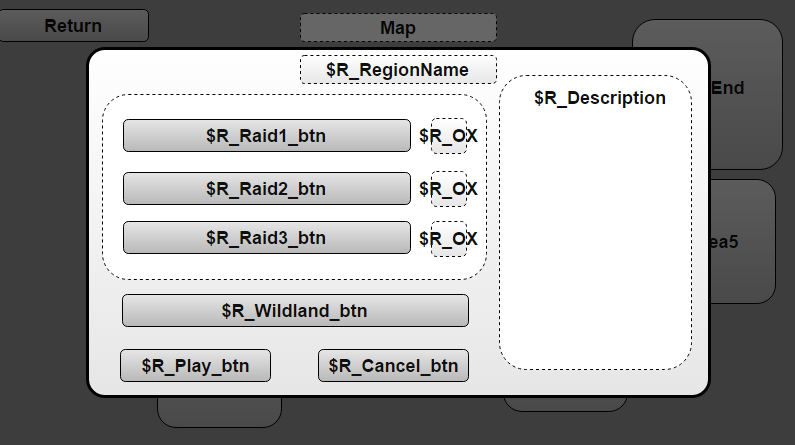 Return
Map
$R_RegionName
End
$R_Description
$R_Raid1_btn $R_OX
$R_Raid2_btn $R_OX
$R_Raid3_btn $R_OX
ea5
$R_Wildland_btn
$R_Play_btn
$R_Cancel_btn